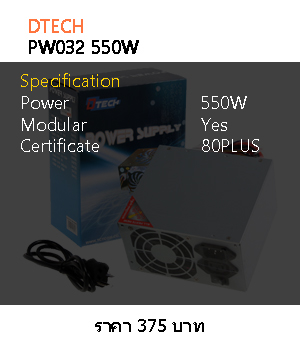 DTECH
PW032 550W
Specification
Power 550W
Modular Yes
Certificate 80PLUS
DTECH
POWER SUPPLY
ราคา 375 บาท